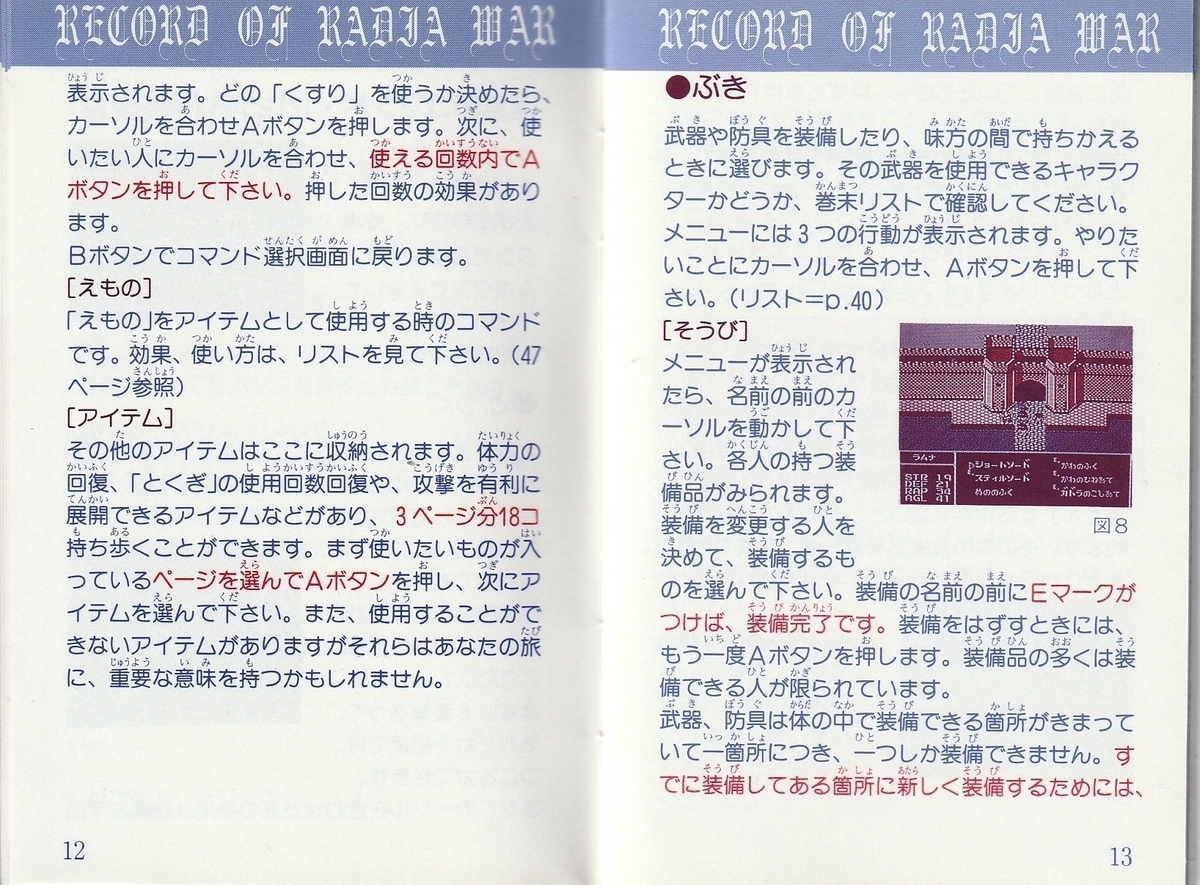 RECORD OF RADIA WAR
表示されます。どの「くすり」を使うか決めたら、
カーソルを合わせAボタンを押します。次に、使
いたい人にカーソルを合わせ、使える回数内でA
ボタンを押して下さい。押した回数の効果があり
ます。
Bボタンでコマンド選択画面に戻ります。
[えもの]
「えもの」をアイテムとして使用する時のコマンド
です。効果、使い方は、リストを見て下さい。(47
ページ参照)
[アイテム]
その他のアイテムはここに収納されます。体力の
回復、「とくぎ」の使用回数回復や、攻撃を有利に
展開できるアイテムなどがあり、3ページ分18コ
持ち歩くことができます。まず使いたいものが入
っているページを選んでAボタンを押し、次にア
イテムを選んで下さい。また、使用することがで
きないアイテムがありますがそれらはあなたの旅
に、重要な意味を持つかもしれません。
12
RECORD OF RADIA WAR
●ぶき
武器や防具を装備したり、味方の間で持ちかえる
ときに選びます。その武器を使用できるキャラク
ターかどうか、巻末リストで確認してください。
メニューには3つの行動が表示されます。やりた
いことにカーソルを合わせ、Aボタンを押して下
さい。(リスト=p.40)
[そうび]
メニューが表示され
たら、名前の前のカ
ーソルを動かして下
さい。各人の持つ装
備品がみられます。
装備を変更する人を
決めて、装備するも
のを選んで下さい。装備の名前の前にEマークが
つけば、装備完了です。装備をはずすときには、
もう一度Aボタンを押します。装備品の多くは装
備できる人が限られています。
武器、防具は体の中で装備できる箇所がきまって
いて一箇所につき、一つしか装備できません。す
でに装備してある箇所に新しく装備するためには、
ラムナ
STR 19
DEF 21
RAP 34
AGL 41
ショートソード
スティルソード
ぬののふく
かわのふく
かわのむねあて
ガドラのこしあて
図8
13